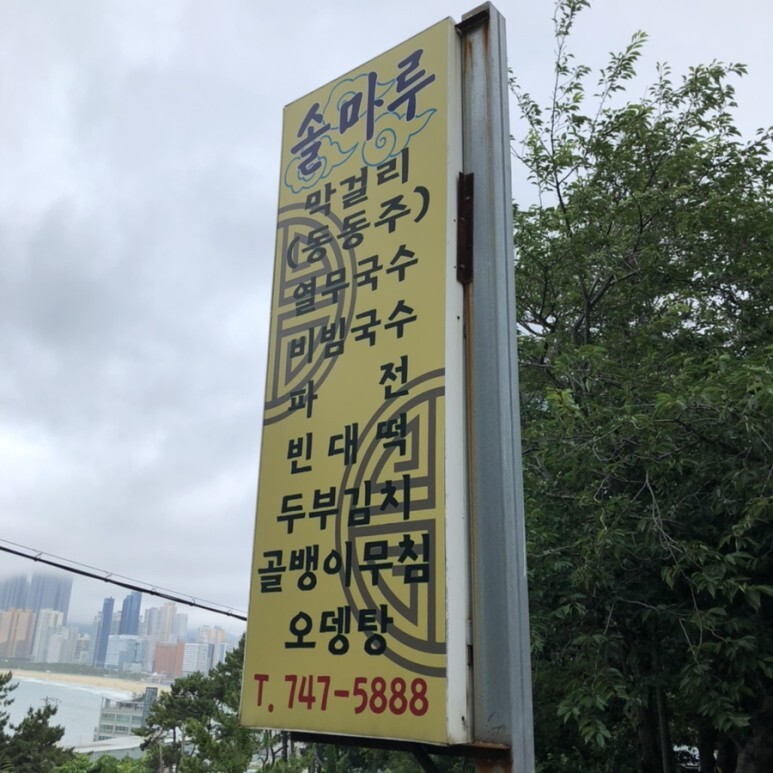 솔마루
막걸리
(동동주)
열무국수
비빔국수
파 전
빈 대 떡
두부김치
골뱅이무침
오뎅탕
T. 747-5888